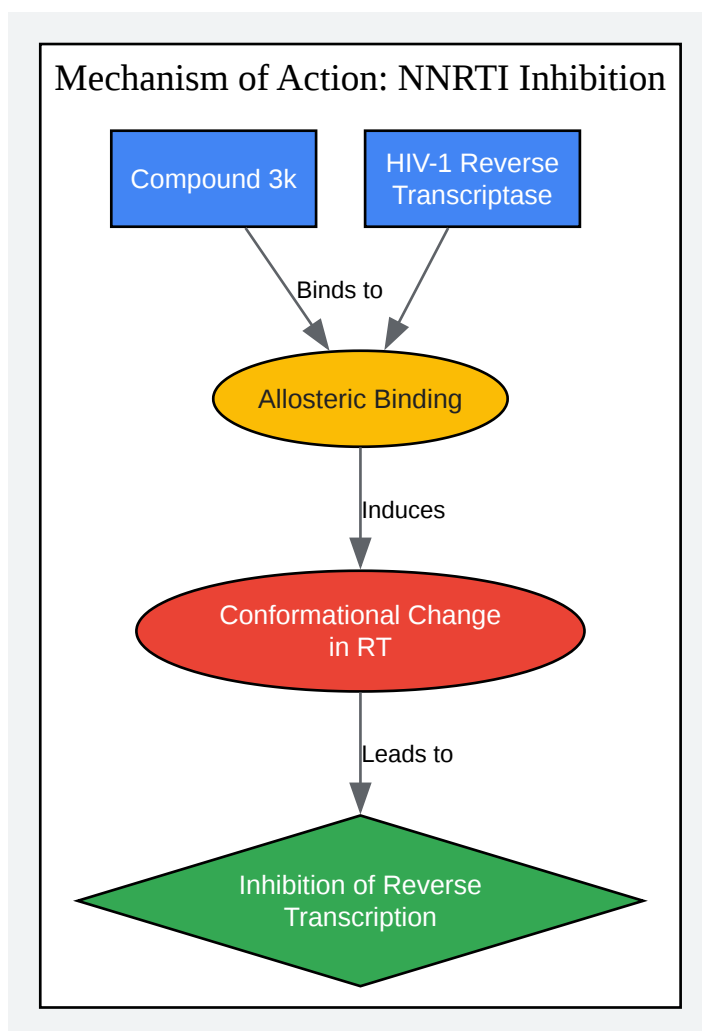 Mechanism of Action: NNRTI Inhibition
Compound 3k
HIV-1 Reverse
Transcriptase
Binds to
Allosteric Binding
Induces
Conformational Change
in RT
Leads to
Inhibition of Reverse
Transcription